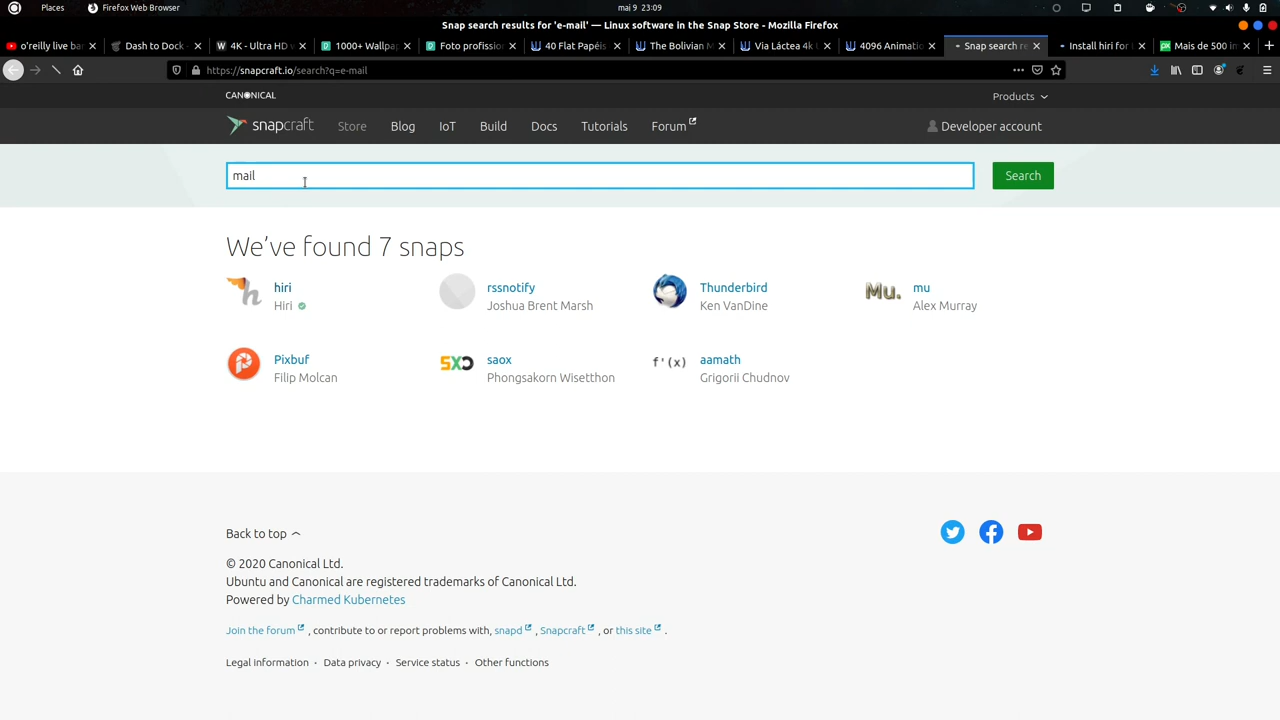 Places Firefox Web Browser mai 9 23:09
Snap search results for 'e-mail' — Linux software in the Snap Store - Mozilla Firefox
o'reilly live ba Dash to Dock - 4K - Ultra HD 1000+ Wallpa Foto profission 40 Flat Papéis The Bolivian M Via Láctea 4k 4096 Animatio Snap search re Install hiri for L Mais de 500 in
https://snapcraft.io/search?q=e-mail
CANONICAL
Products
snapcraft Store Blog IoT Build Docs Tutorials Forum Developer account
mail Search
We've found 7 snaps
hiri rssnotify Thunderbird Mu. mu
Hiri Joshua Brent Marsh Ken VanDine Alex Murray
Pixbuf SXO saox f'(x) aamath
Filip Molcan Phongsakorn Wisetthon Grigorii Chudnov
Back to top
© 2020 Canonical Ltd.
Ubuntu and Canonical are registered trademarks of Canonical Ltd.
Powered by Charmed Kubernetes
Join the forum , contribute to or report problems with, snapd , Snapcraft , or this site .
Legal information · Data privacy · Service status · Other functions